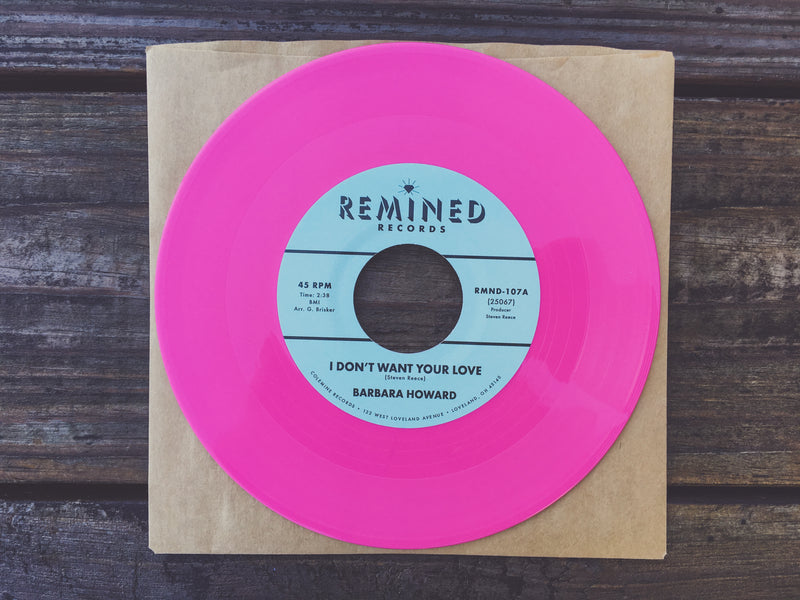 REMINED
RECORDS
45 RPM
Time: 2:38
BMI
Arr. G. Brisker
RMND-107A
(25067)
Producer
Steven Reece
I DON'T WANT YOUR LOVE
(Steven Reece)
BARBARA HOWARD
COLEMINE RECORDS • 132 WEST LOVELAND AVENUE • LOVELAND, OH 45140